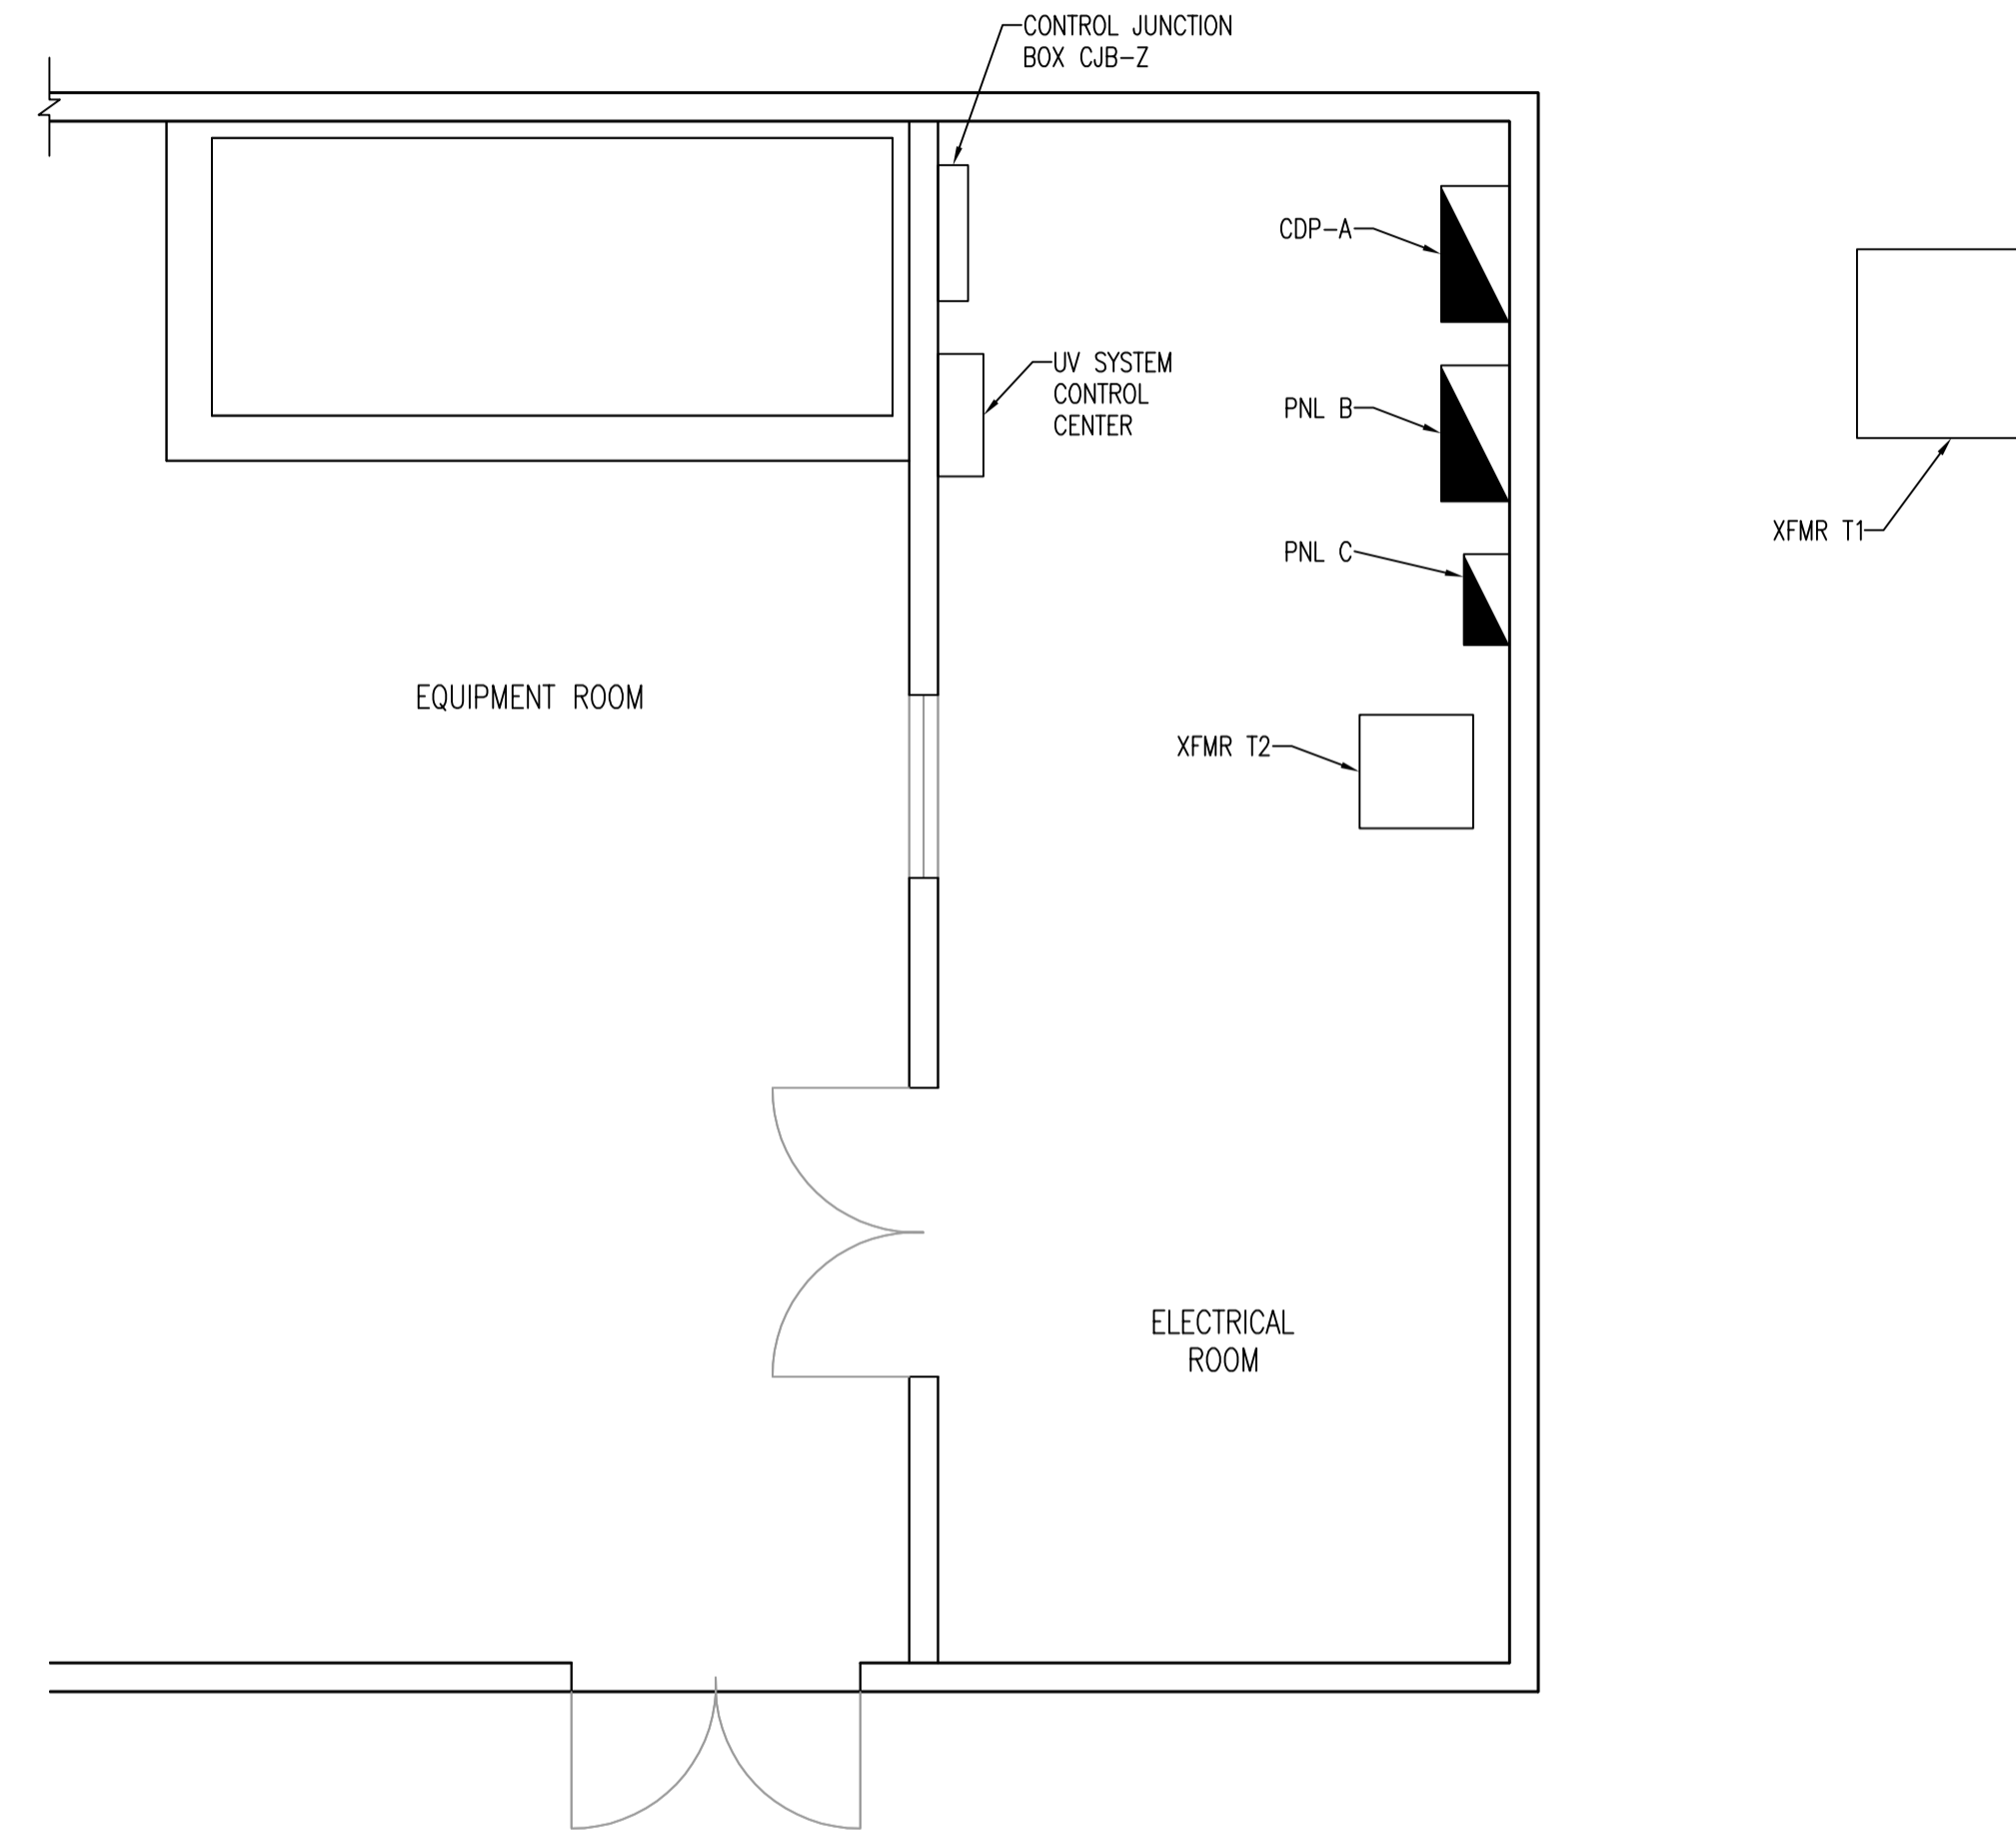 CONTROL JUNCTION
BOX CJB-Z
CDP-A
UV SYSTEM
CONTROL
CENTER
PNL B
XFMR T1
PNL C
EQUIPMENT ROOM
XFMR T2
ELECTRICAL
ROOM